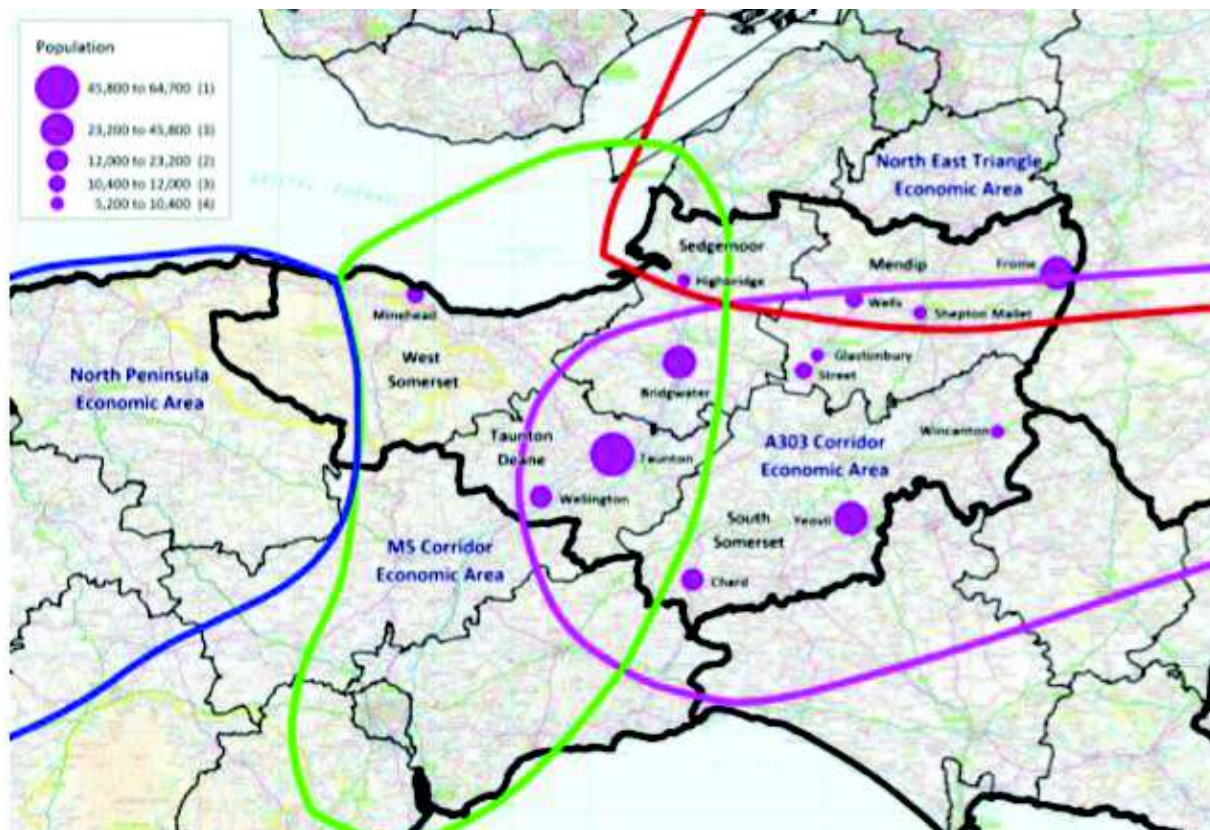 Population
45,800 to 64,700 (1)
23,200 to 45,800 (3)
12,000 to 23,200 (2)
10,400 to 12,000 (3)
5,200 to 10,400 (4)
North East Triangle
Economic Area
Sedgemoor
Highbridge
Mendip
Frome
Wells
Shepton Mallet
Minehead
West
Somerset
Glastonbury
Street
North Peninsula
Economic Area
Bridgwater
Wincanton
A303 Corridor
Economic Area
Taunton
Deane
Taunton
Wellington
South
Somerset
Yeovil
M5 Corridor
Economic Area
Chard